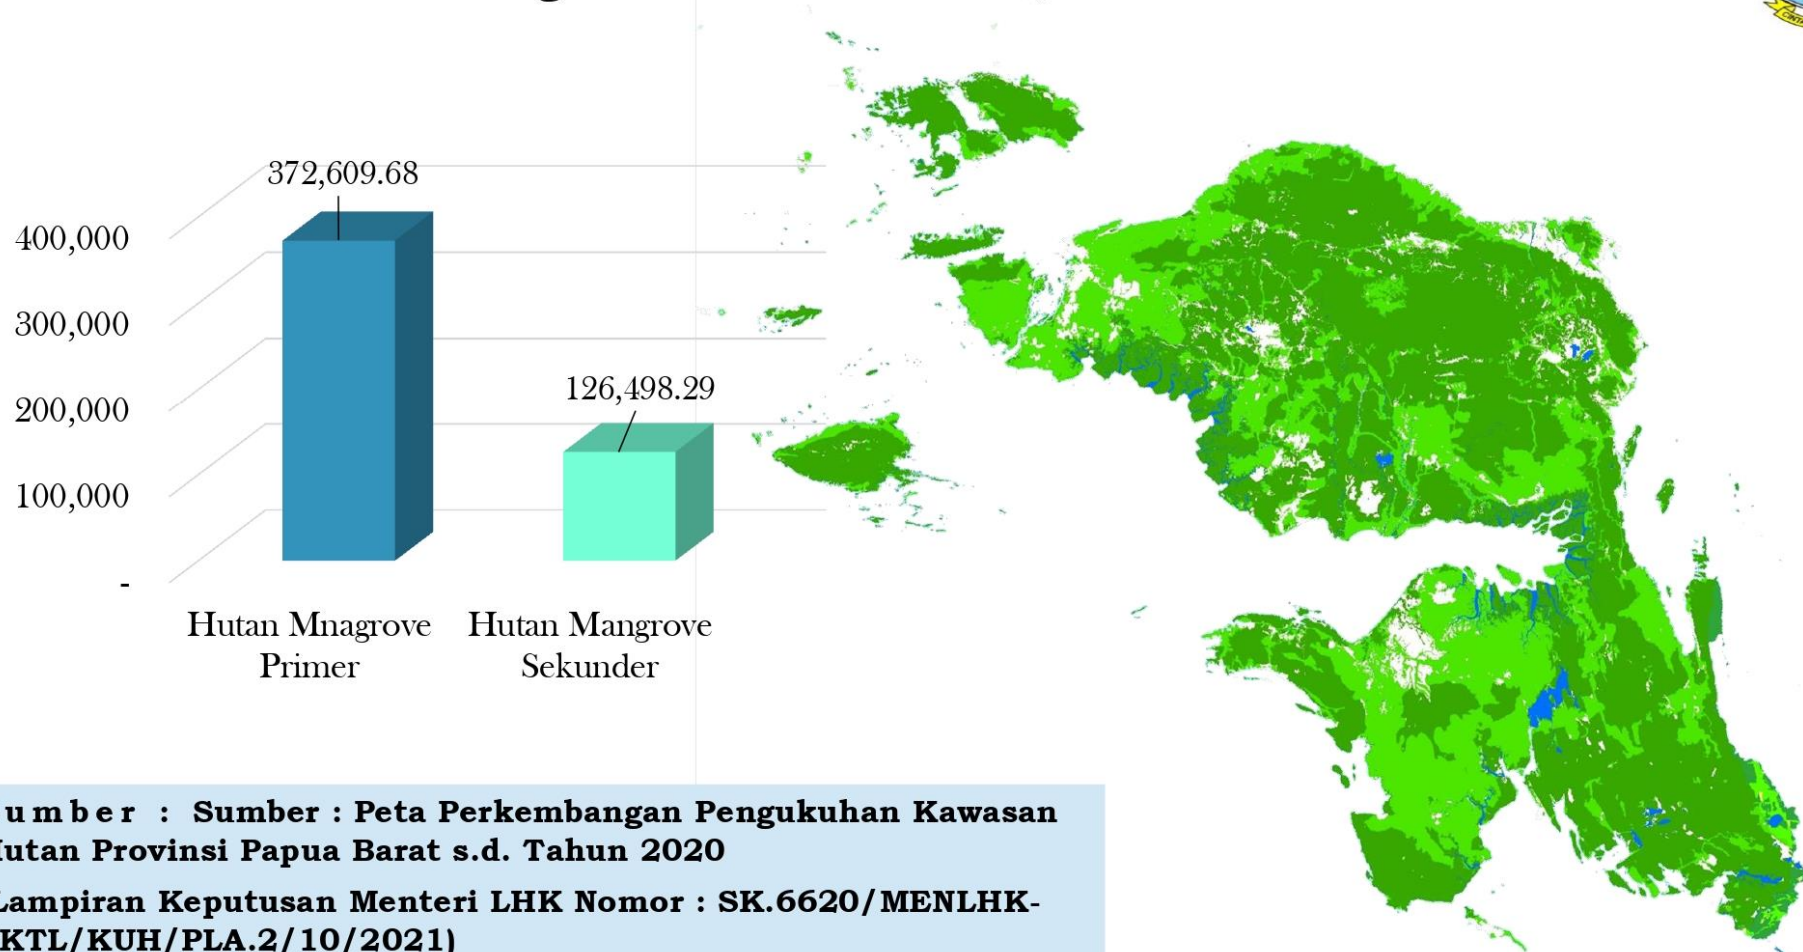 372,609.68
400,000
300,000
126,498.29
200,000
100,000
-
Hutan Mnagrove
Primer
Hutan Mangrove
Sekunder
umber : Sumber : Peta Perkembangan Pengukuhan Kawasan
Hutan Provinsi Papua Barat s.d. Tahun 2020
Lampiran Keputusan Menteri LHK Nomor : SK.6620/MENLHK-
KTL/KUH/PLA.2/10/2021)